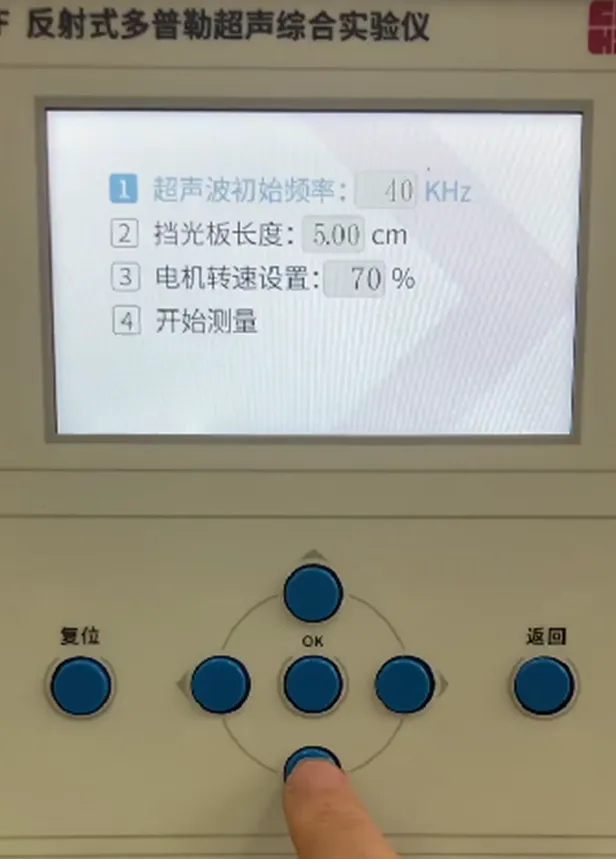 反射式多普勒超声综合实验仪
1 超声波初始频率： 40 KHz
2 挡光板长度： 5.00 cm
3 电机转速设置： 70 %
4 开始测量
复位
OK
返回